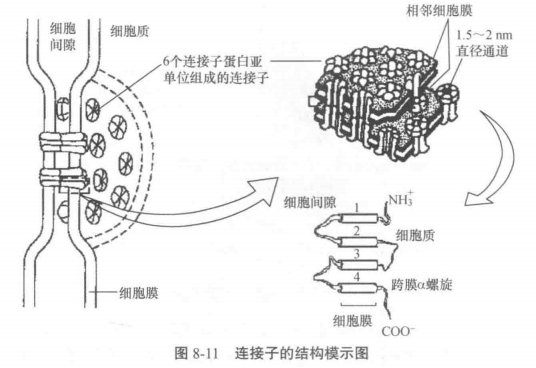 细胞
间隙
细胞质
6个连接子蛋白亚
单位组成的连接子
相邻细胞膜
1.5～2 nm
直径通道
细胞间隙
NH₃⁺
1
2
细胞质
3
4
跨膜α螺旋
细胞膜
细胞膜
COO⁻
图 8-11 连接子的结构模示图